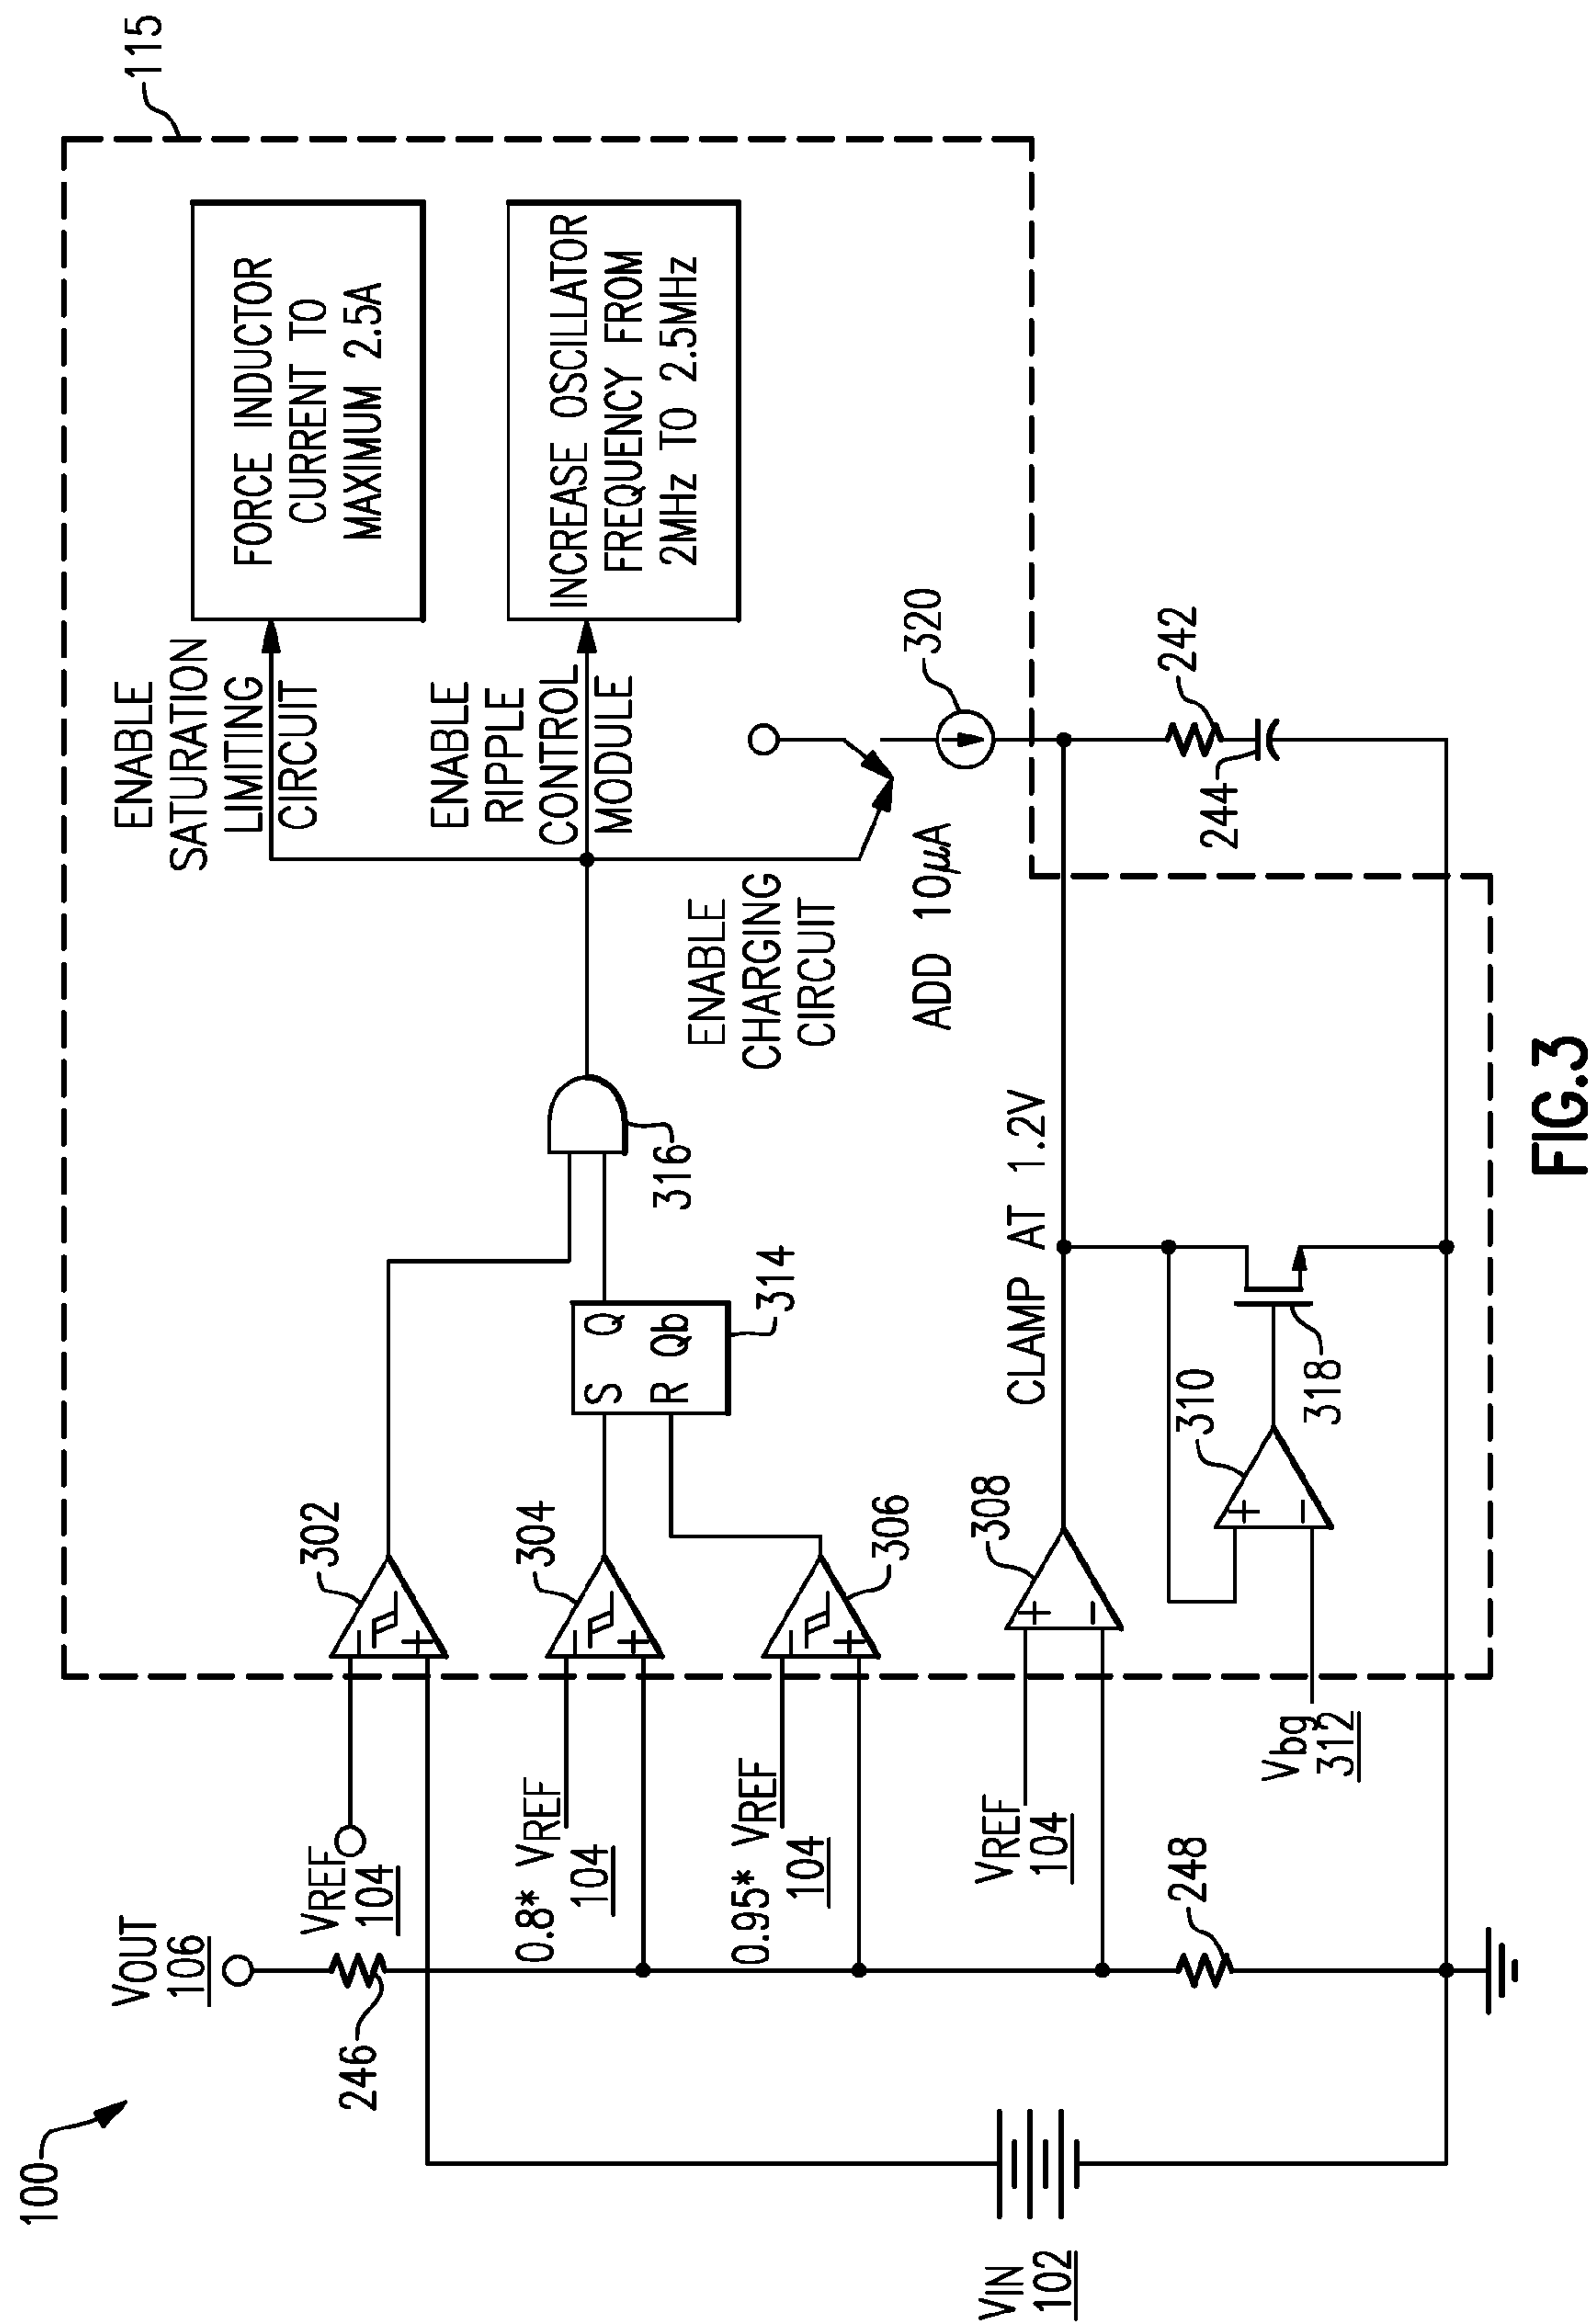 100
VOUT
106
246
VREF
104
302
0.8* VREF
104
304
0.95* VREF
104
306
S Q
R Qb
314
316
ENABLE
SATURATION
LIMITING
CIRCUIT
FORCE INDUCTOR
CURRENT TO
MAXIMUM 2.5A
ENABLE
RIPPLE
CONTROL
MODULE
INCREASE OSCILLATOR
FREQUENCY FROM
2MHz TO 2.5MHz
115
ENABLE
CHARGING
CIRCUIT
ADD 10µA
320
VIN
102
VREF
104
308
CLAMP AT 1.2V
248
Vbg
312
310
318
244
242
FIG.3